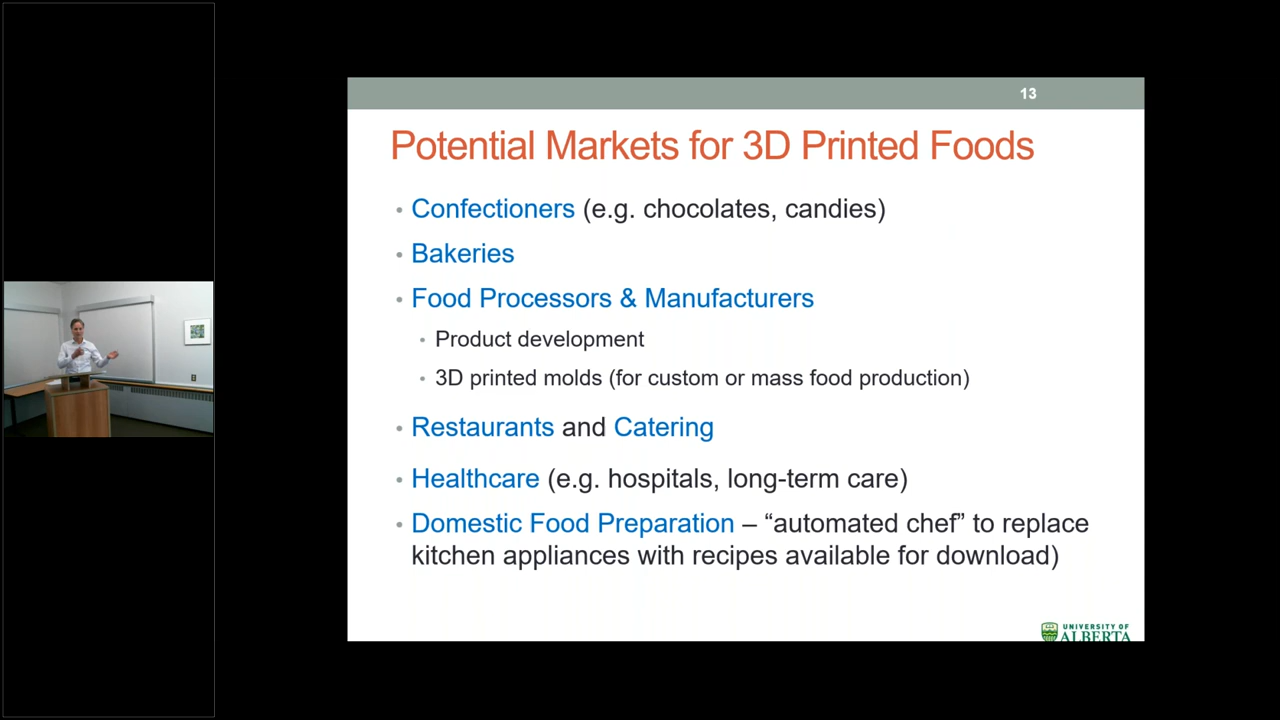 13
Potential Markets for 3D Printed Foods
• Confectioners (e.g. chocolates, candies)
• Bakeries
• Food Processors & Manufacturers
• Product development
• 3D printed molds (for custom or mass food production)
• Restaurants and Catering
• Healthcare (e.g. hospitals, long-term care)
• Domestic Food Preparation – “automated chef” to replace
kitchen appliances with recipes available for download)
UNIVERSITY OF
ALBERTA